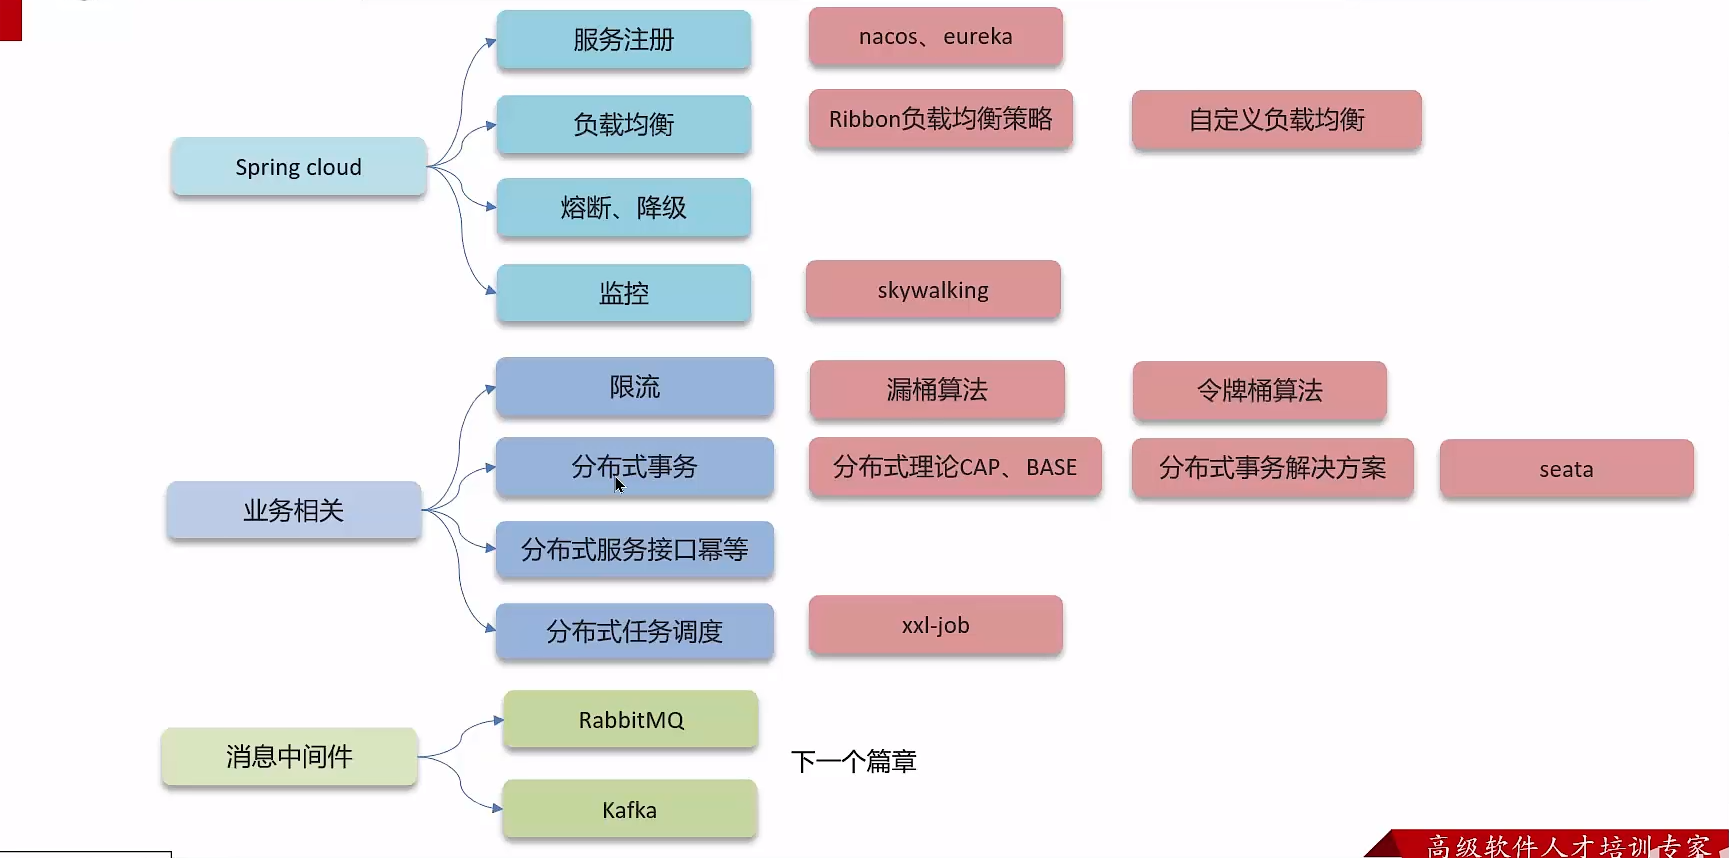 服务注册
nacos、eureka
负载均衡
Ribbon负载均衡策略
自定义负载均衡
Spring cloud
熔断、降级
监控
skywalking
限流
漏桶算法
令牌桶算法
分布式事务
分布式理论CAP、BASE
分布式事务解决方案
seata
业务相关
分布式服务接口幂等
分布式任务调度
xxl-job
RabbitMQ
消息中间件
下一个篇章
Kafka
高级软件人才培训专家